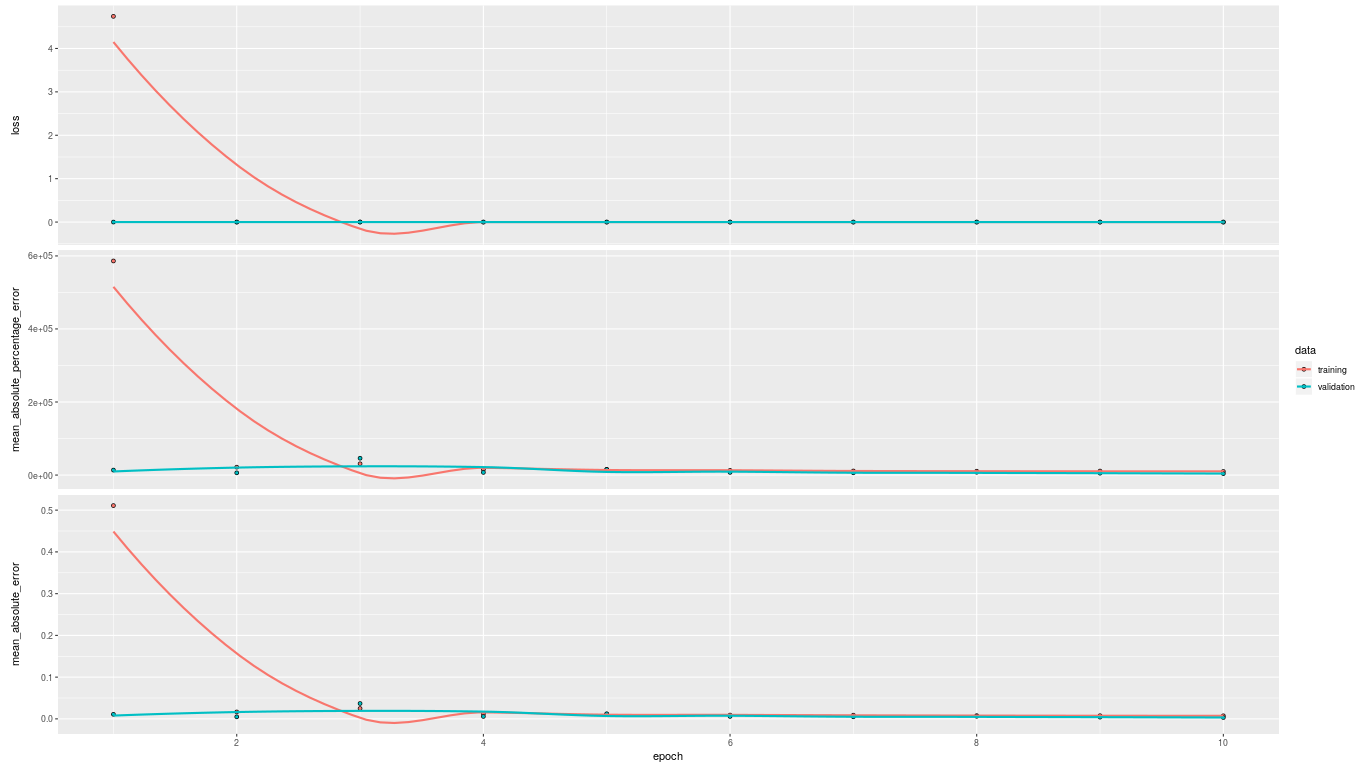 loss
4
3
2
1
0
mean_absolute_percentage_error
6e+05
4e+05
2e+05
0e+00
mean_absolute_error
0.5
0.4
0.3
0.2
0.1
0.0
2
4
6
8
10
epoch
data
training
validation